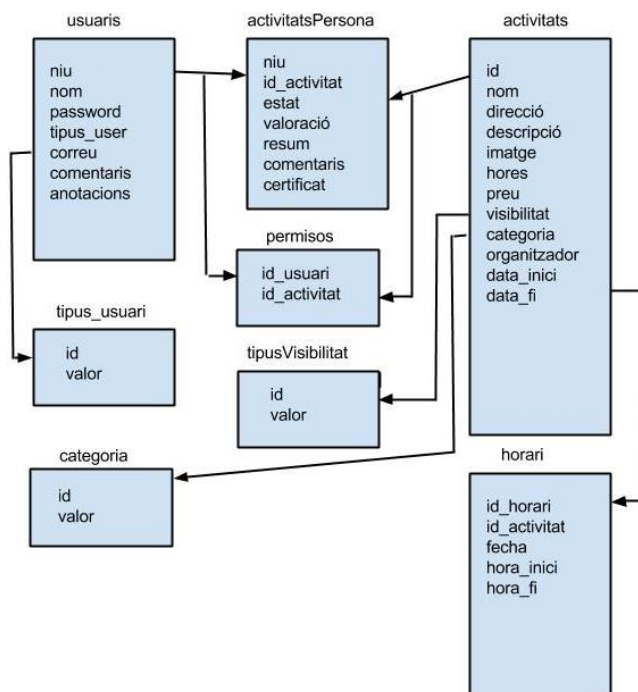 usuaris
niu
nom
password
tipus_user
correu
comentaris
anotacions
activitatsPersona
niu
id_activitat
estat
valoració
resum
comentaris
certificat
activitats
id
nom
direcció
descripció
imatge
hores
preu
visibilitat
categoria
organitzador
data_inici
data_fi
permisos
id_usuari
id_activitat
tipus_usuari
id
valor
tipusVisibilitat
id
valor
categoria
id
valor
horari
id_horari
id_activitat
fecha
hora_inici
hora_fi